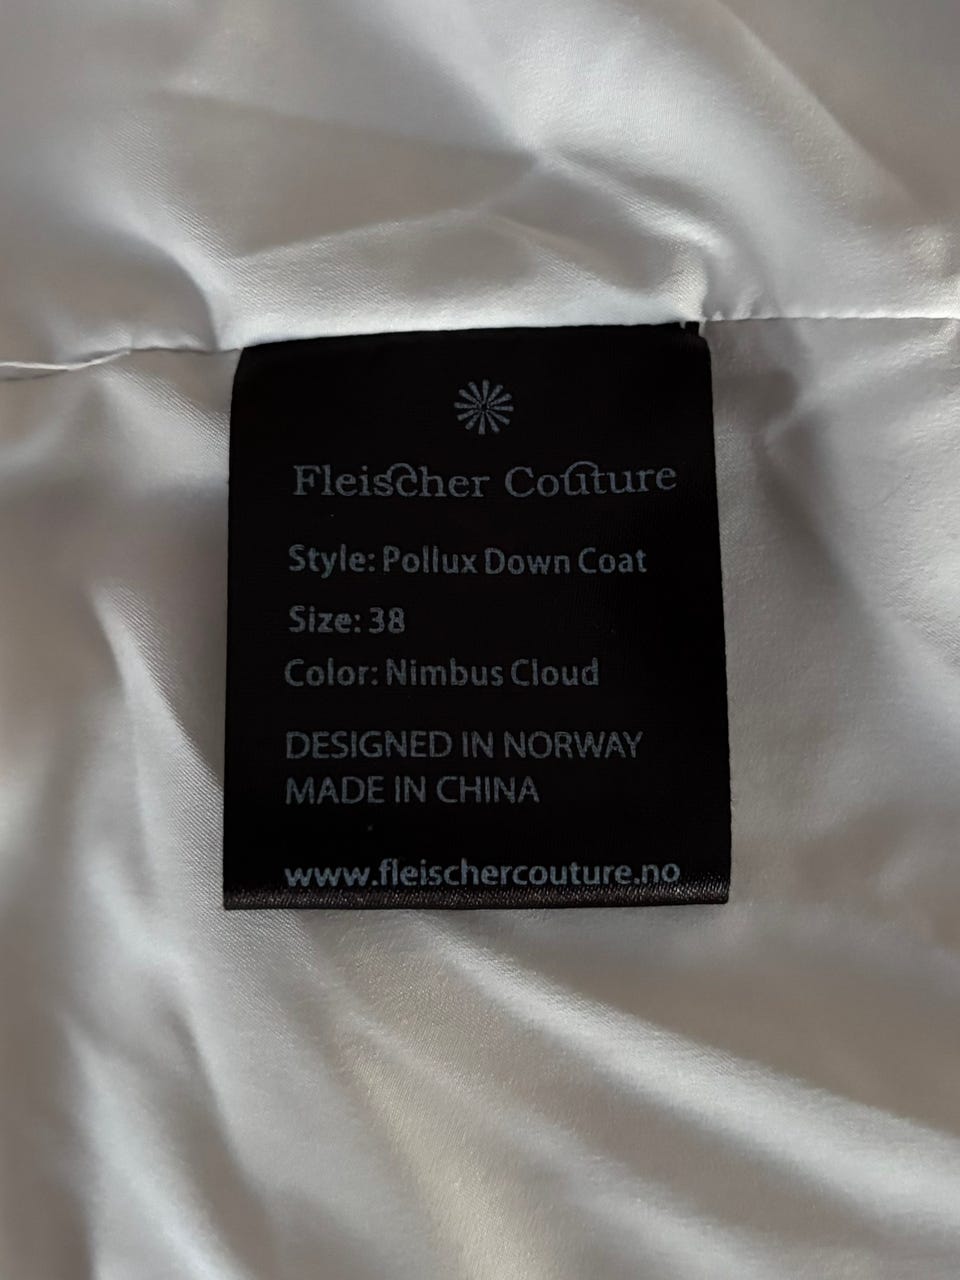 Fleischer Couture
Style: Pollux Down Coat
Size: 38
Color: Nimbus Cloud
DESIGNED IN NORWAY
MADE IN CHINA
www.fleischercouture.no